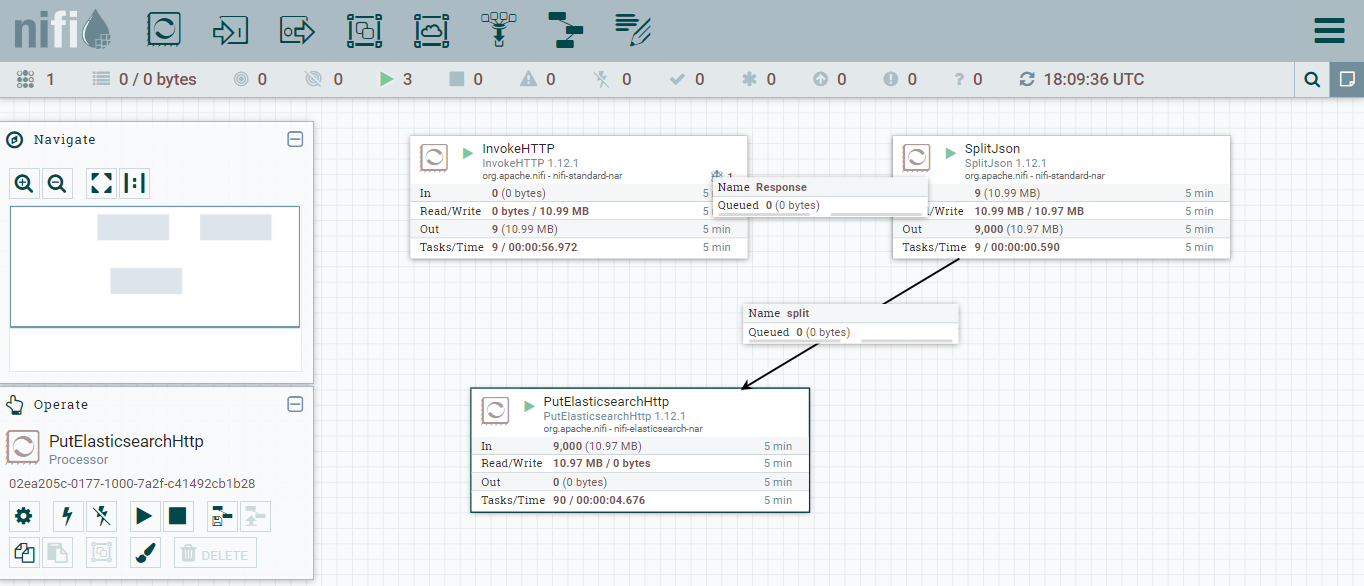 nifi
1 0 / 0 bytes 0 0 3 0 0 0 0 0 0 0 ? 0 18:09:36 UTC
Navigate
Operate
PutElasticsearchHttp
Processor
02ea205c-0177-1000-7a2f-c41492cb1b28
DELETE
InvokeHTTP
InvokeHTTP 1.12.1
org.apache.nifi - nifi-standard-nar
1
In 0 (0 bytes) 5
Read/Write 0 bytes / 10.99 MB 5
Out 9 (10.99 MB) 5 min
Tasks/Time 9 / 00:00:56.972 5 min
Name Response
Queued 0 (0 bytes)
SplitJson
SplitJson 1.12.1
org.apache.nifi - nifi-standard-nar
9 (10.99 MB) 5 min
/Write 10.99 MB / 10.97 MB 5 min
Out 9,000 (10.97 MB) 5 min
Tasks/Time 9 / 00:00:00.590 5 min
Name split
Queued 0 (0 bytes)
PutElasticsearchHttp
PutElasticsearchHttp 1.12.1
org.apache.nifi - nifi-elasticsearch-nar
In 9,000 (10.97 MB) 5 min
Read/Write 10.97 MB / 0 bytes 5 min
Out 0 (0 bytes) 5 min
Tasks/Time 90 / 00:00:04.676 5 min